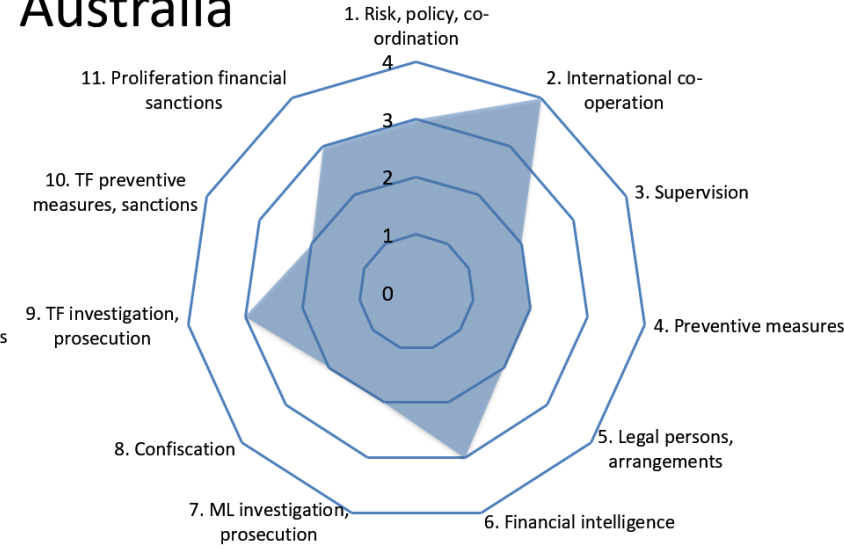 Australia
1. Risk, policy, co-
ordination
2. International co-
operation
3. Supervision
4. Preventive measures
5. Legal persons,
arrangements
6. Financial intelligence
7. ML investigation,
prosecution
8. Confiscation
9. TF investigation,
prosecution
10. TF preventive
measures, sanctions
11. Proliferation financial
sanctions
4
3
2
1
0
s